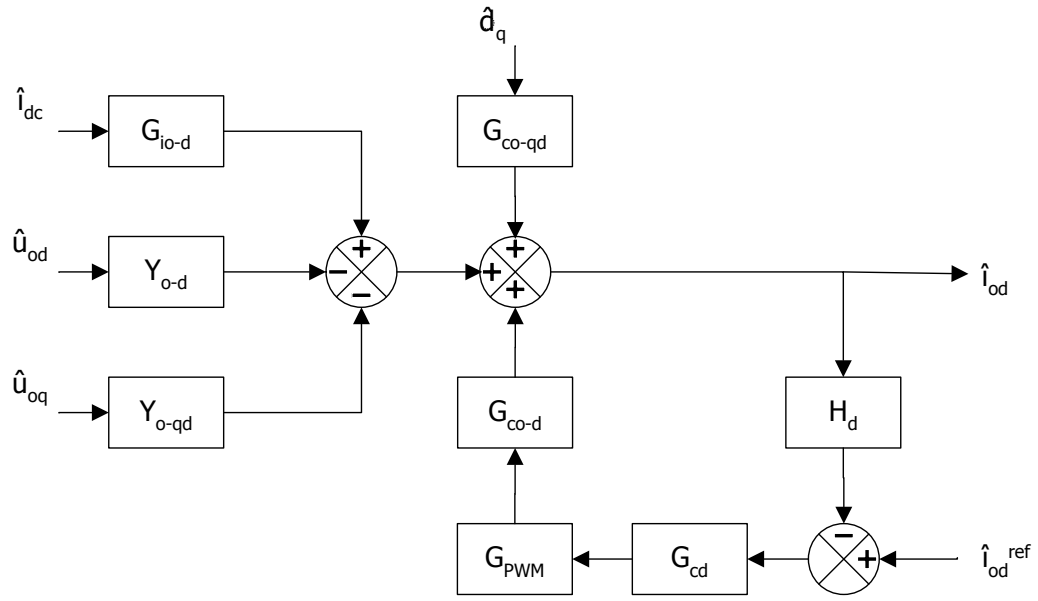 d̂q
îdc
Gio-d
Gco-qd
ûod
Yo-d
+
+
−
−
+
+
+
îod
ûoq
Yo-qd
Gco-d
Hd
GPWM
Gcd
−
+
îodref